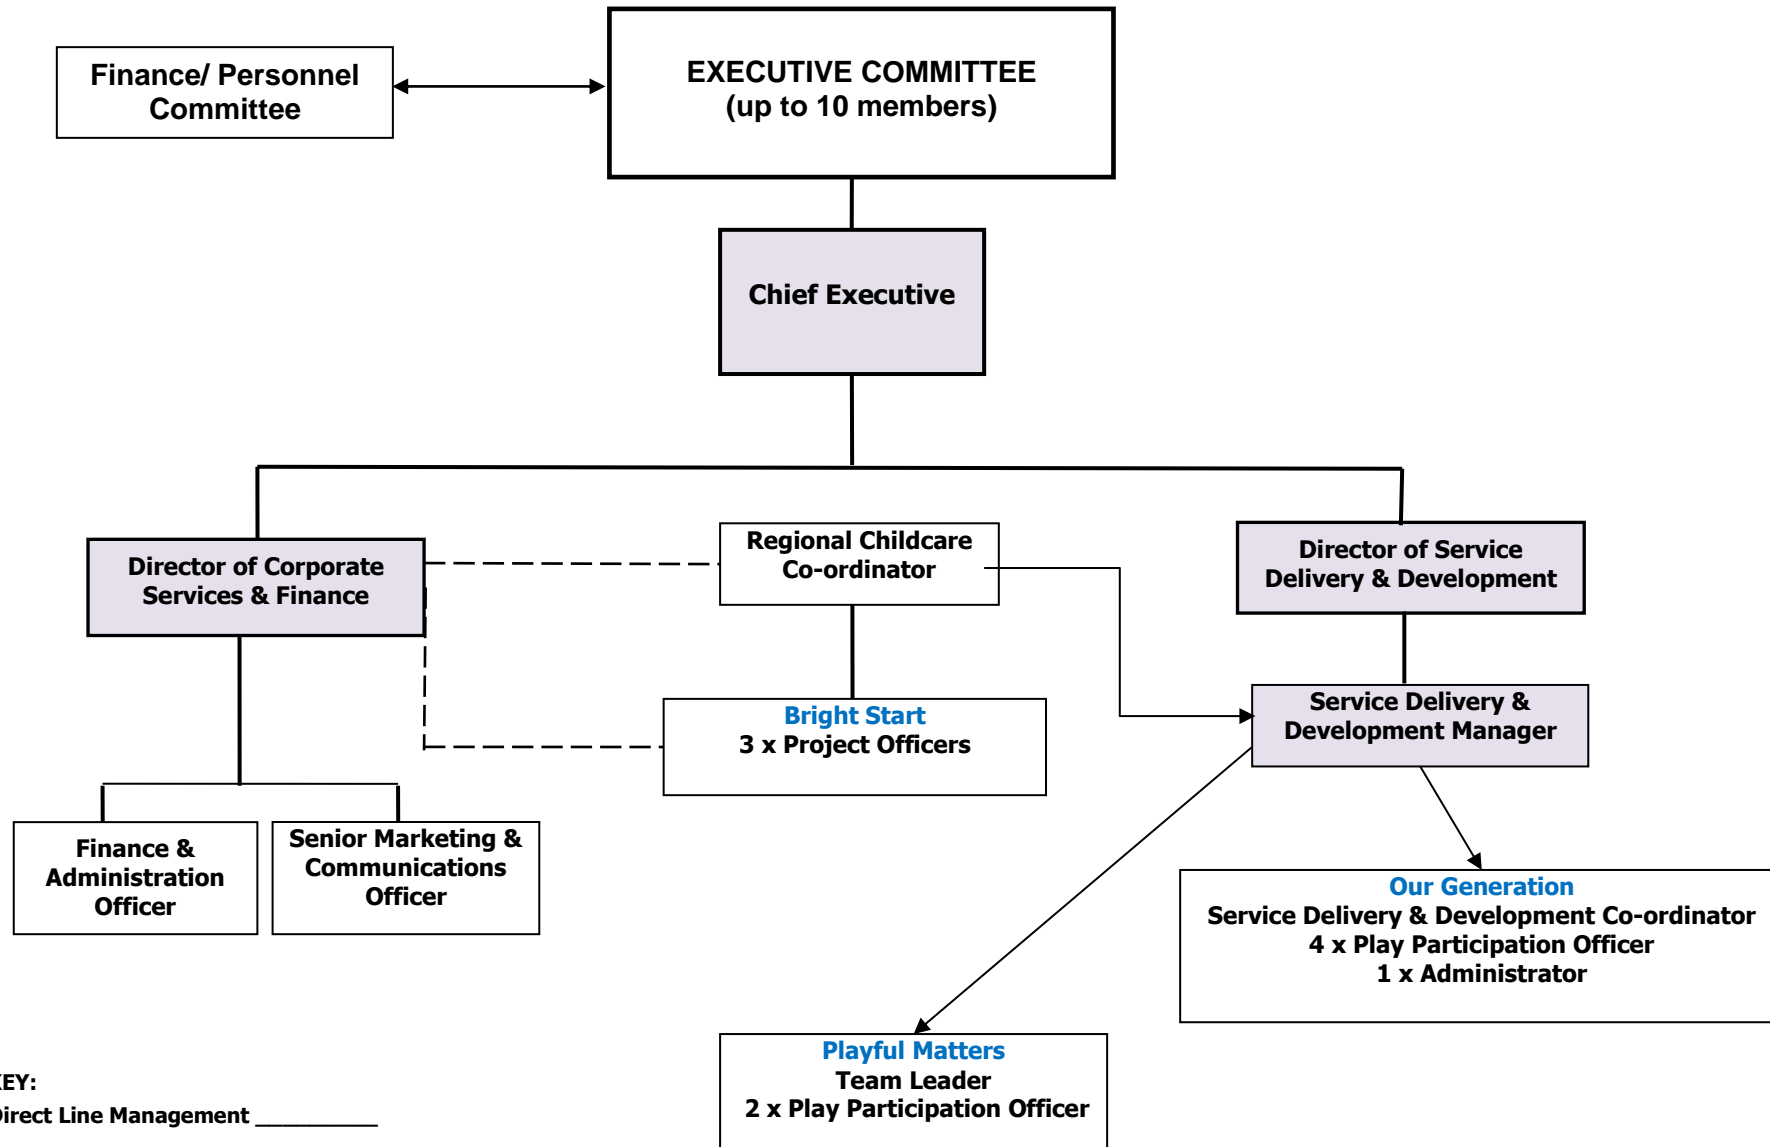 Finance/ Personnel
Committee
EXECUTIVE COMMITTEE
(up to 10 members)
Chief Executive
Director of Corporate
Services & Finance
Regional Childcare
Co-ordinator
Director of Service
Delivery & Development
Bright Start
3 x Project Officers
Service Delivery &
Development Manager
Finance &
Administration
Officer
Senior Marketing &
Communications
Officer
Our Generation
Service Delivery & Development Co-ordinator
4 x Play Participation Officer
1 x Administrator
Playful Matters
Team Leader
2 x Play Participation Officer
KEY:
Direct Line Management __________